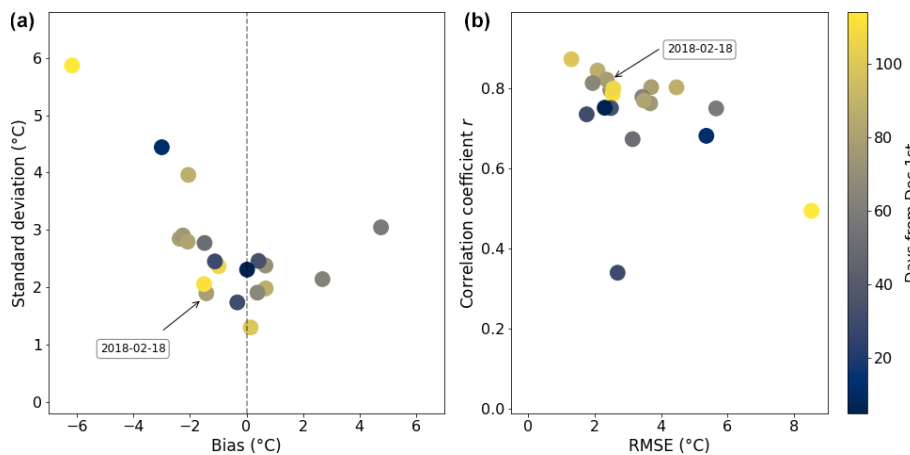 (a)
6
5
4
3
2
1
0
Standard deviation (°C)
2018-02-18
−6 −4 −2 0 2 4 6
Bias (°C)
(b)
0.8
0.6
0.4
0.2
0.0
Correlation coefficient r
2018-02-18
0 2 4 6 8
RMSE (°C)
100
80
60
40
20
Days from Dec 1st